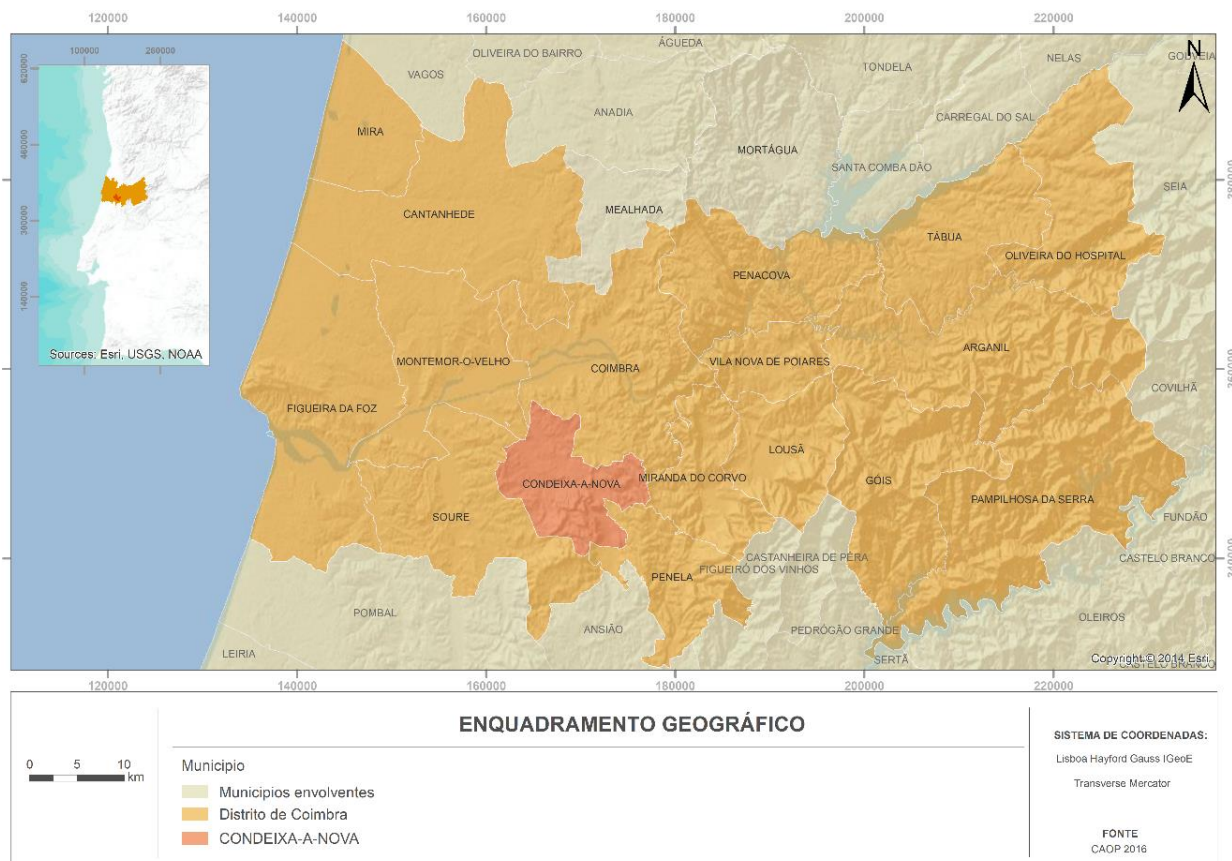 120000 140000 160000 180000 200000 220000
100000 200000
620000
460000
300000
140000
Sources: Esri, USGS, NOAA
N
380000
360000
340000
380000
ÁGUEDA
OLIVEIRA DO BAIRRO
VAGOS
TONDELA
NELAS
GOUVEIA
ANADIA
CARREGAL DO SAL
MIRA
MORTÁGUA
SANTA COMBA DÃO
SEIA
CANTANHEDE
MEALHADA
TÁBUA
OLIVEIRA DO HOSPITAL
PENACOVA
ARGANIL
MONTEMOR-O-VELHO
COIMBRA
VILA NOVA DE POIARES
COVILHÃ
FIGUEIRA DA FOZ
LOUSÃ
CONDEIXA-A-NOVA
MIRANDA DO CORVO
GÓIS
PAMPILHOSA DA SERRA
SOURE
FUNDÃO
CASTANHEIRA DE PÊRA
CASTELO BRANCO
FIGUEIRÓ DOS VINHOS
PENELA
POMBAL
ANSIÃO
OLEIROS
PEDRÓGÃO GRANDE
LEIRIA
SERTÃ
Copyright © 2014 Esri
CASTELO BRANCO
120000 140000 160000 180000 200000 220000
ENQUADRAMENTO GEOGRÁFICO
0 5 10
km
Municipio
Municipios envolventes
Distrito de Coimbra
CONDEIXA-A-NOVA
SISTEMA DE COORDENADAS:
Lisboa Hayford Gauss IGeoE
Transverse Mercator
FONTE
CAOP 2016